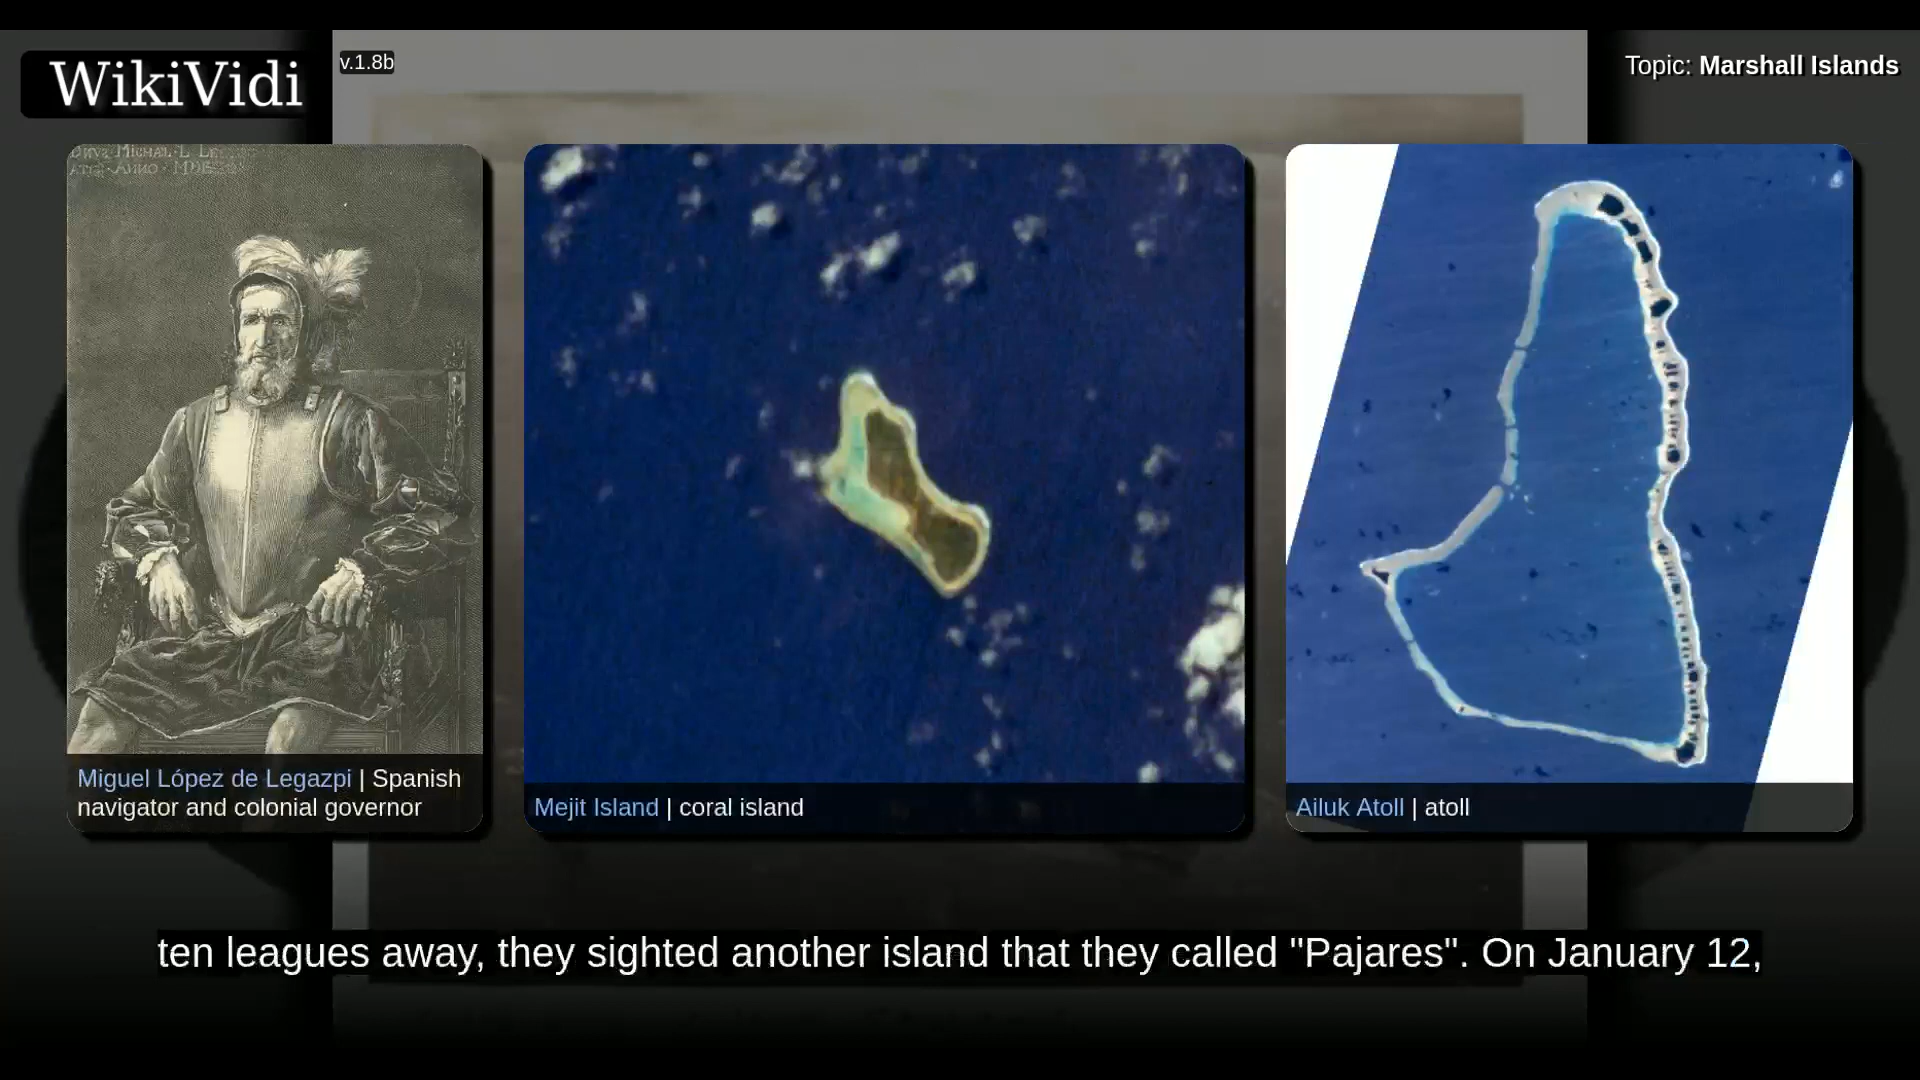 WikiVidi
v.1.8b
Topic: Marshall Islands
Miguel López de Legazpi | Spanish
navigator and colonial governor
Mejit Island | coral island
Ailuk Atoll | atoll
ten leagues away, they sighted another island that they called "Pajares". On January 12,